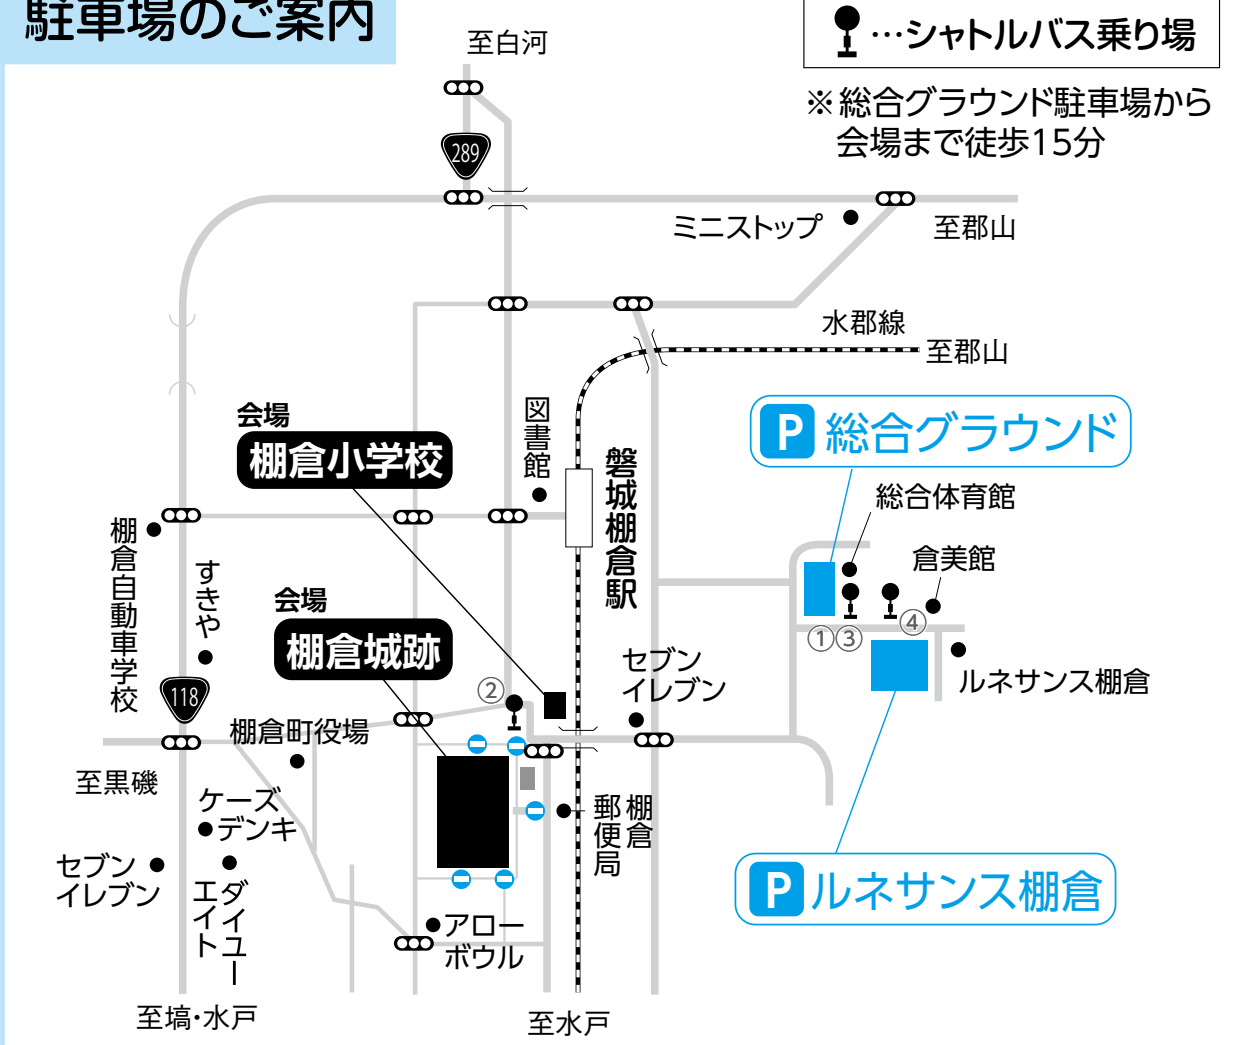 駐車場のご案内
…シャトルバス乗り場
※総合グラウンド駐車場から
会場まで徒歩15分
至白河
289
ミニストップ
至郡山
水郡線
至郡山
会場
棚倉小学校
図書館
磐城棚倉駅
P 総合グラウンド
総合体育館
倉美館
①③
④
ルネサンス棚倉
棚倉自動車学校
すきや
118
会場
棚倉城跡
②
セブン
イレブン
棚倉町役場
至黒磯
ケーズ
デンキ
セブン
イレブン
ダイユー
エイト
棚倉
郵便局
P ルネサンス棚倉
アロー
ボウル
至塙・水戸
至水戸